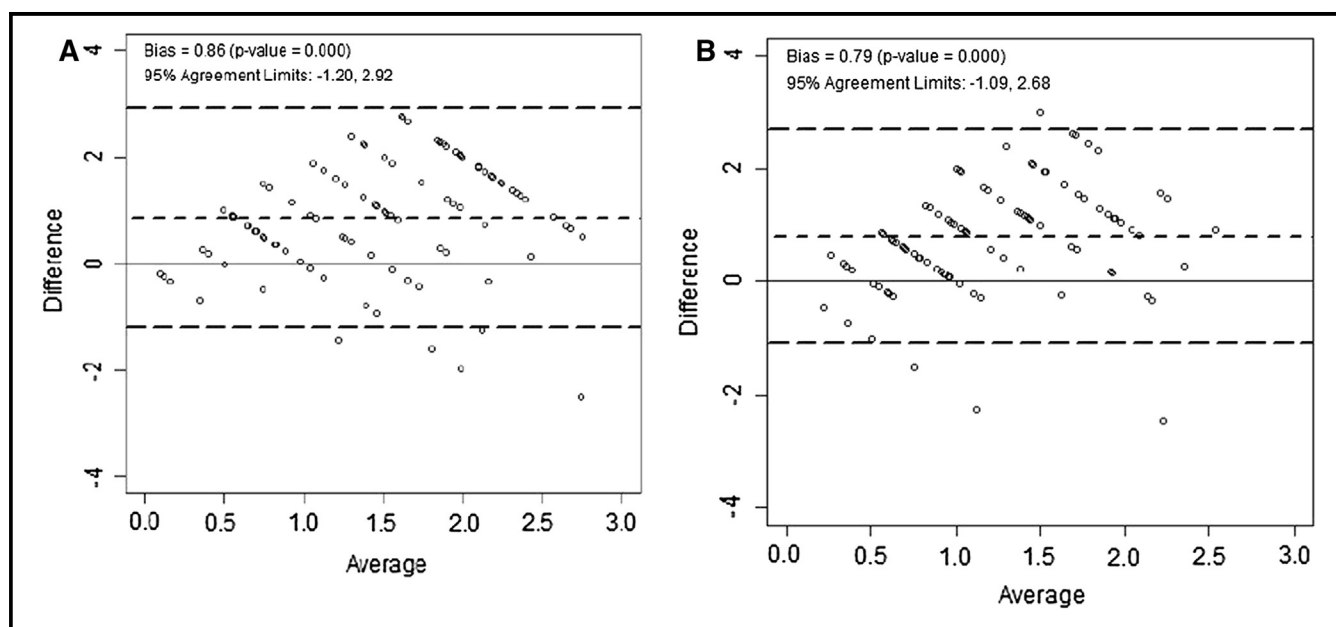 A
Bias = 0.86 (p-value = 0.000)
95% Agreement Limits: -1.20, 2.92
4
2
0
-2
-4
Difference
0.0 0.5 1.0 1.5 2.0 2.5 3.0
Average
B
Bias = 0.79 (p-value = 0.000)
95% Agreement Limits: -1.09, 2.68
4
2
0
-2
-4
Difference
0.0 0.5 1.0 1.5 2.0 2.5 3.0
Average